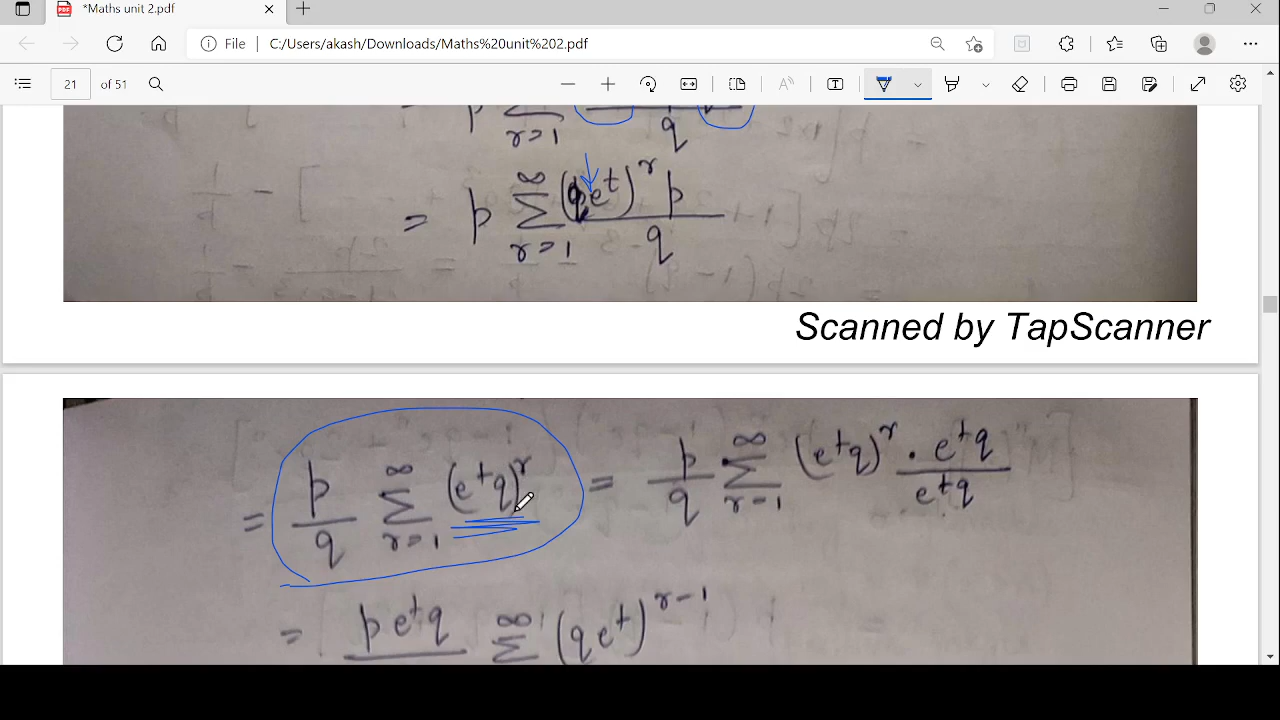 *Maths unit 2.pdf
File | C:/Users/akash/Downloads/Maths%20unit%202.pdf
21 of 51
r=1 q
= p ∑_{r=1}^{∞} (qe^t)^r p / q
Scanned by TapScanner
= p/q ∑_{r=1}^{∞} (e^t q)^r = p/q ∑_{r=1}^{∞} (e^t q)^r · e^t q / e^t q
= p e^t q ∑^{∞} (qe^t)^{r-1}